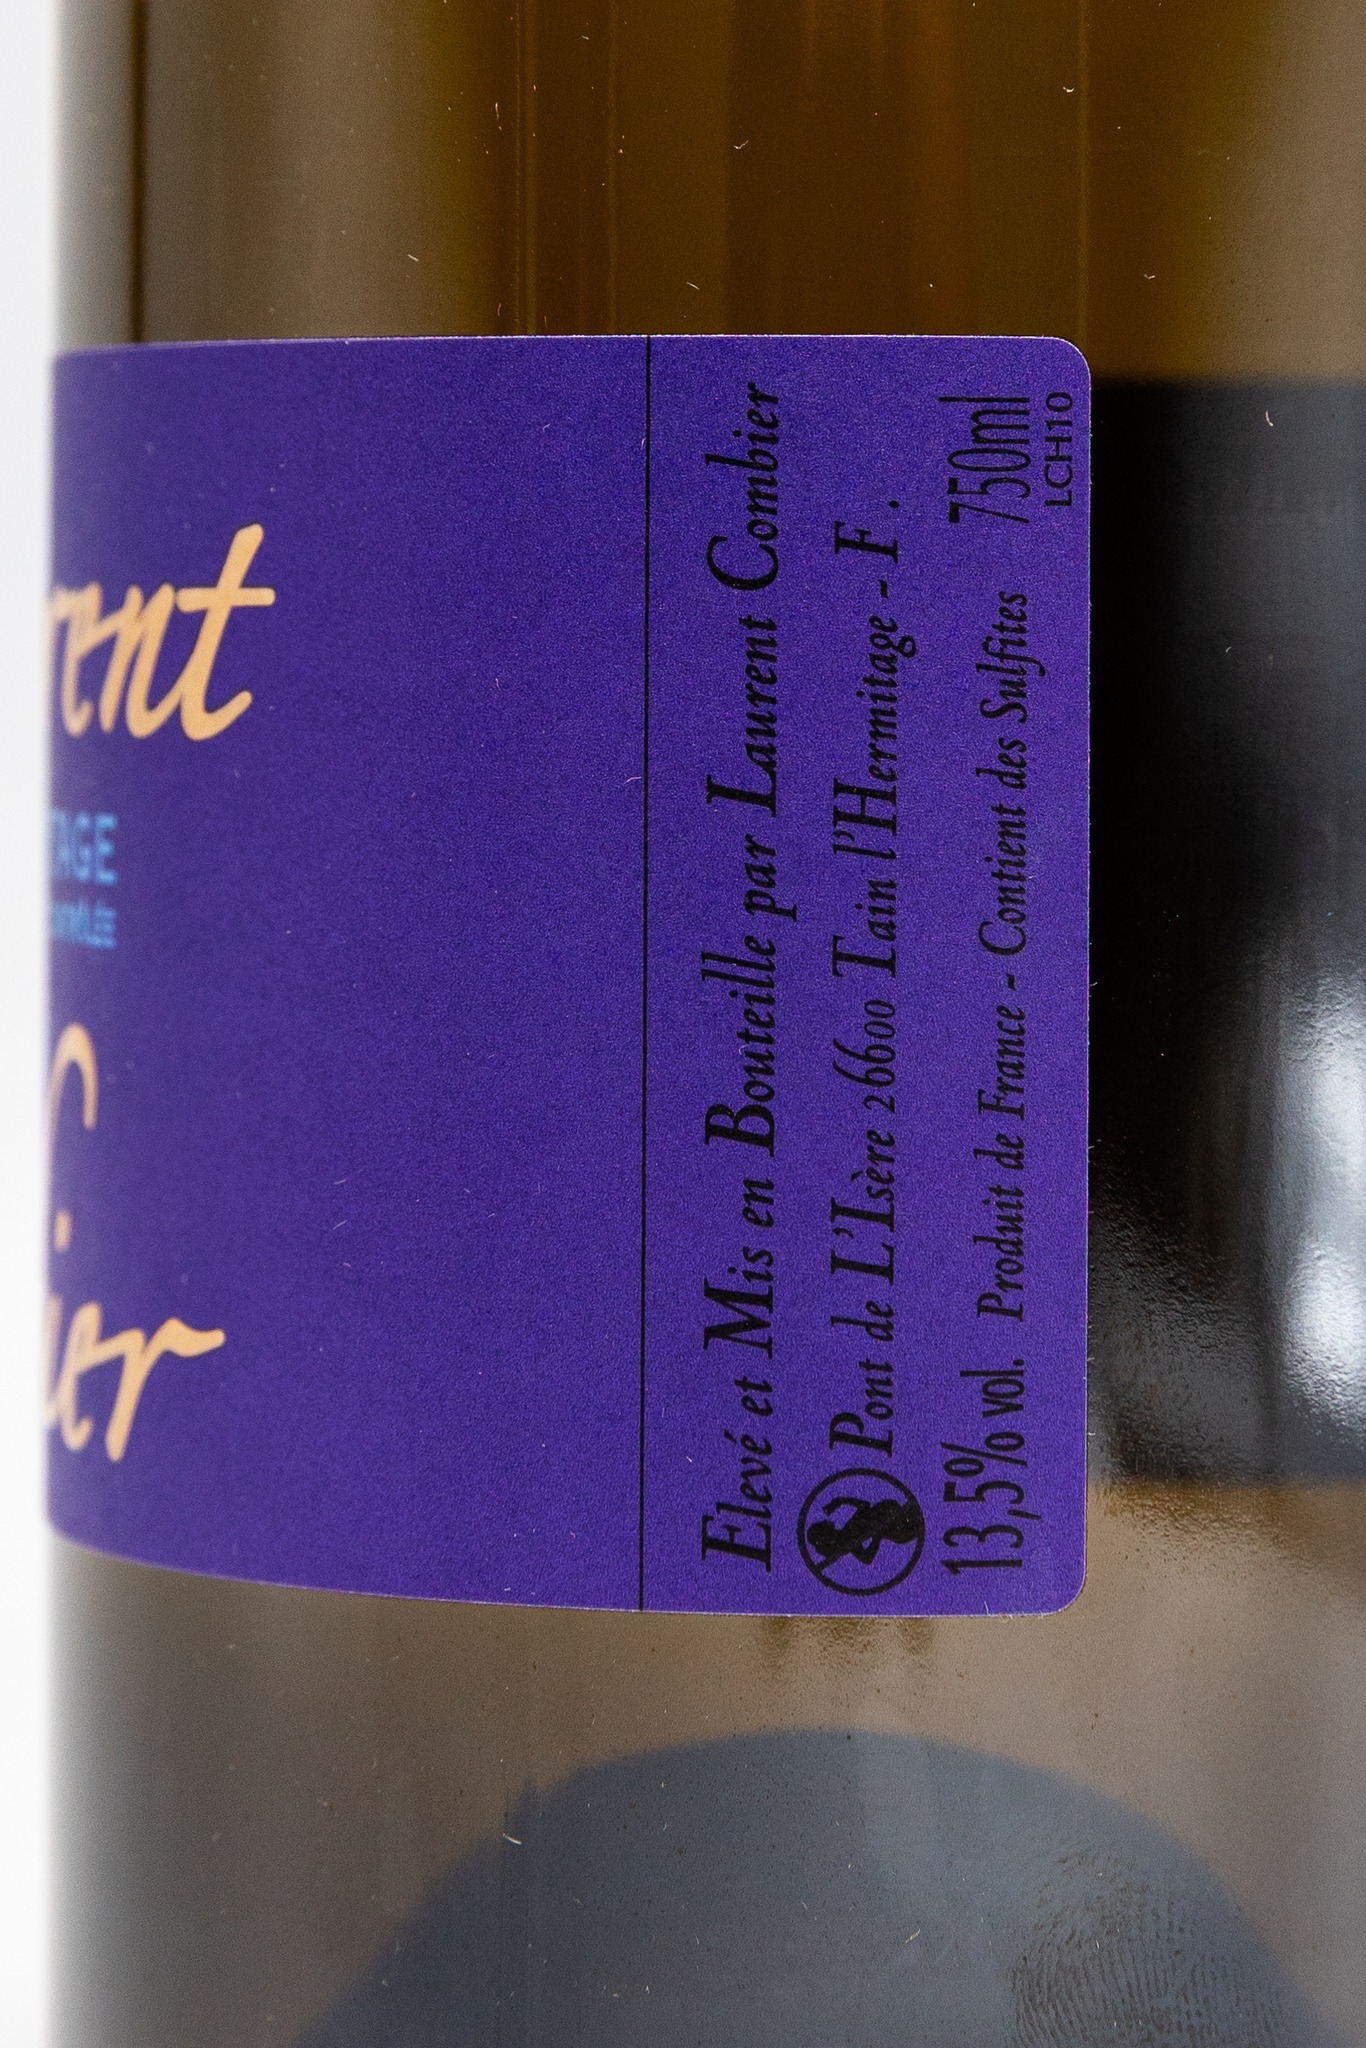 rent
TAGE
C
ier
Elevé et Mis en Bouteille par Laurent Combier
Pont de L'Isère 26600 Tain l'Hermitage - F .
13,5% vol. Produit de France - Contient des Sulfites 750ml
LCH10